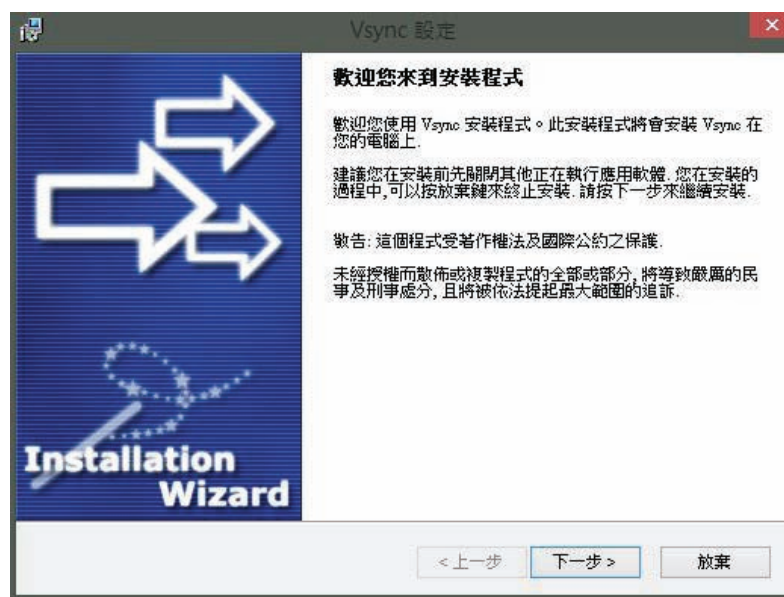 Vsync 設定
歡迎您來到安裝程式
歡迎您使用 Vsync 安裝程式。此安裝程式將會安裝 Vsync 在
您的電腦上.
建議您在安裝前先關閉其他正在執行應用軟體. 您在安裝的
過程中,可以按放棄鍵來終止安裝. 請按下一步來繼續安裝.
敬告: 這個程式受著作權法及國際公約之保護.
未經授權而散佈或複製程式的全部或部分, 將導致嚴厲的民
事及刑事處分, 且將被依法提起最大範圍的追訴.
Installation
Wizard
<上一步
下一步>
放棄